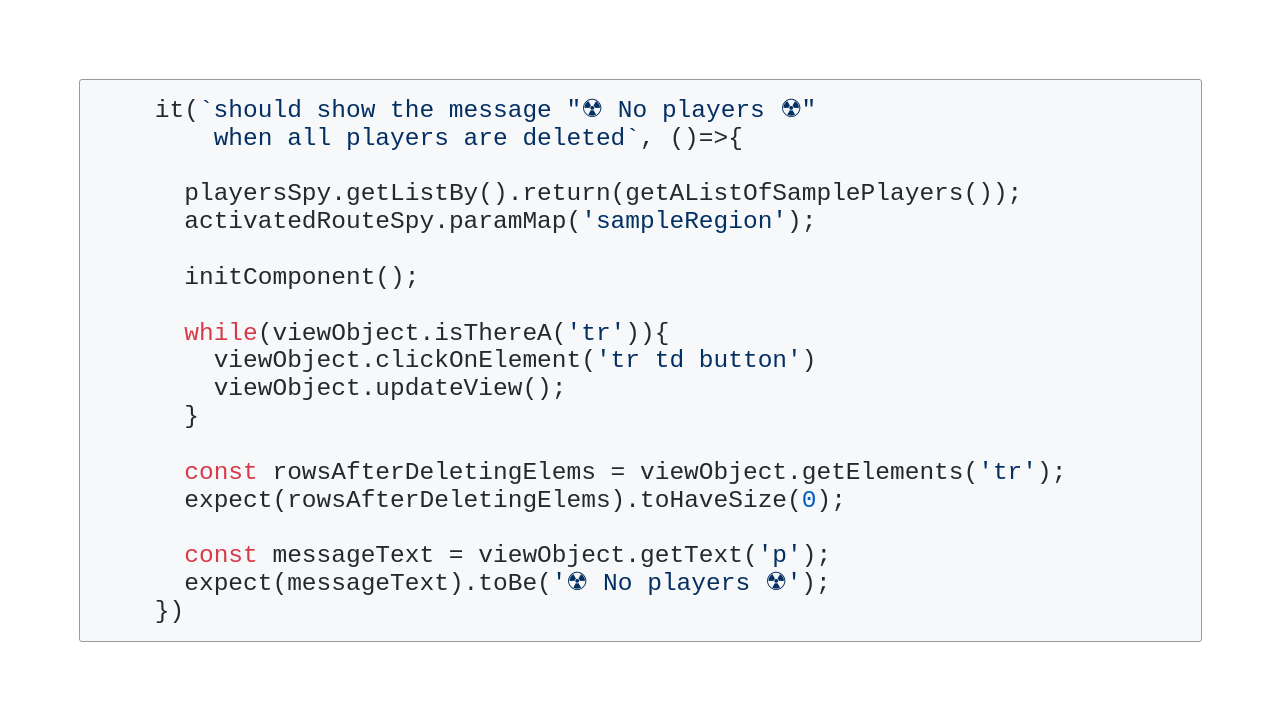 it(`should show the message "☢ No players ☢"
    when all players are deleted`, ()=>{

  playersSpy.getListBy().return(getAListOfSamplePlayers());
  activatedRouteSpy.paramMap('sampleRegion');

  initComponent();

  while(viewObject.isThereA('tr')){
    viewObject.clickOnElement('tr td button')
    viewObject.updateView();
  }

  const rowsAfterDeletingElems = viewObject.getElements('tr');
  expect(rowsAfterDeletingElems).toHaveSize(0);

  const messageText = viewObject.getText('p');
  expect(messageText).toBe('☢ No players ☢');
})